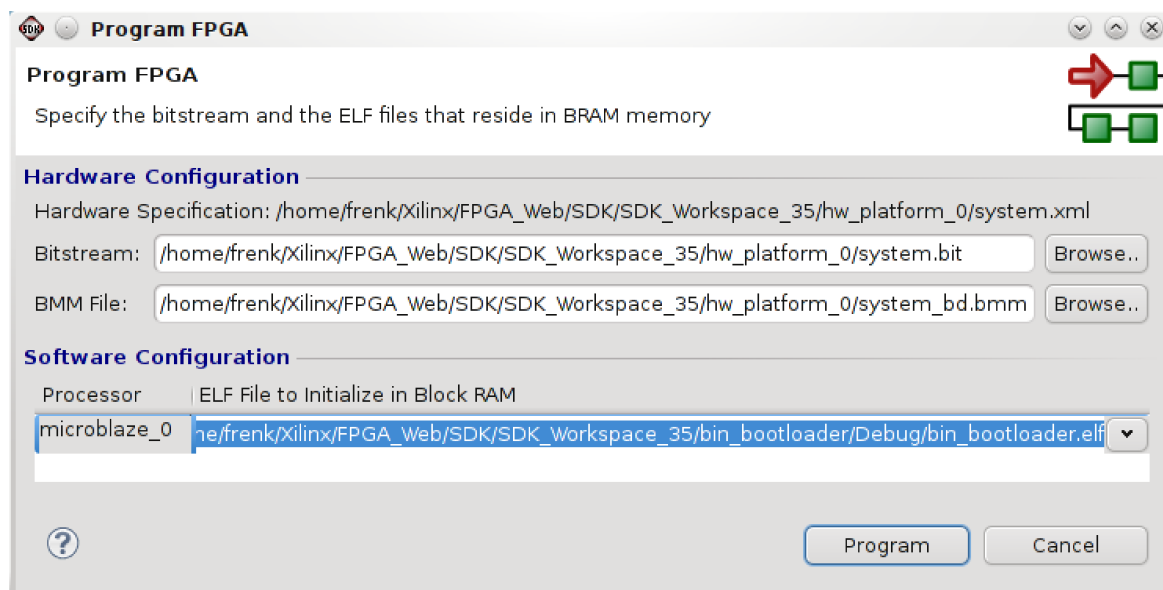 SDK Program FPGA
Program FPGA
Specify the bitstream and the ELF files that reside in BRAM memory
Hardware Configuration
Hardware Specification: /home/frenk/Xilinx/FPGA_Web/SDK/SDK_Workspace_35/hw_platform_0/system.xml
Bitstream: /home/frenk/Xilinx/FPGA_Web/SDK/SDK_Workspace_35/hw_platform_0/system.bit Browse..
BMM File: /home/frenk/Xilinx/FPGA_Web/SDK/SDK_Workspace_35/hw_platform_0/system_bd.bmm Browse..
Software Configuration
Processor ELF File to Initialize in Block RAM
microblaze_0 ne/frenk/Xilinx/FPGA_Web/SDK/SDK_Workspace_35/bin_bootloader/Debug/bin_bootloader.elf
? Program Cancel